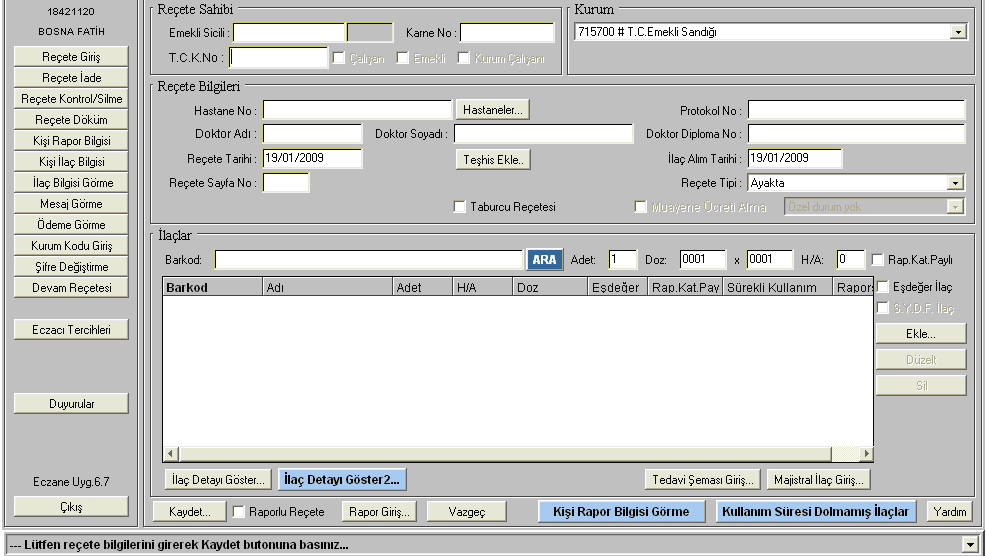 18421120
BOSNA FATİH
Reçete Giriş
Reçete İade
Reçete Kontrol/Silme
Reçete Döküm
Kişi Rapor Bilgisi
Kişi İlaç Bilgisi
İlaç Bilgisi Görme
Mesaj Görme
Ödeme Görme
Kurum Kodu Giriş
Şifre Değiştirme
Devam Reçetesi
Eczacı Tercihleri
Duyurular
Eczane Uyg.6.7
Çıkış
Reçete Sahibi
Emekli Sicili : Karne No :
T.C.K.No : Çalışan Emekli Kurum Çalışanı
Kurum
715700 # T.C.Emekli Sandığı
Reçete Bilgileri
Hastane No : Hastaneler... Protokol No :
Doktor Adı : Doktor Soyadı : Doktor Diploma No :
Reçete Tarihi : 19/01/2009 Teşhis Ekle.. İlaç Alım Tarihi : 19/01/2009
Reçete Sayfa No : Reçete Tipi : Ayakta
Taburcu Reçetesi Muayene Ücreti Alma Özel durum yok
İlaçlar
Barkod: ARA Adet: 1 Doz: 0001 x 0001 H/A: 0 Rap.Kat.Paylı
Barkod Adı Adet H/A Doz Eşdeğer Rap.Kat.Pay Sürekli Kullanım Rapors
Eşdeğer İlaç
S.Y.D.F. İlaç
Ekle...
Düzelt
Sil
İlaç Detayı Göster... İlaç Detayı Göster2... Tedavi Şeması Giriş... Majistral İlaç Giriş...
Kaydet... Raporlu Reçete Rapor Giriş... Vazgeç Kişi Rapor Bilgisi Görme Kullanım Süresi Dolmamış İlaçlar Yardım
--- Lütfen reçete bilgilerini girerek Kaydet butonuna basınız...